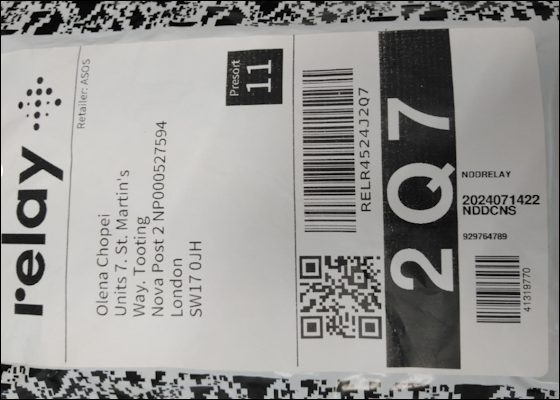 relay
Retailer: ASOS
Presort
11
Olena Chopei
Units 7. St. Martin's
Way. Tooting
Nova Post 2 NP000527594
London
SW17 0JH
RELR4524J2Q7
2Q7
NDDRELAY
2024071422
NDDCNS
929764789
41319770